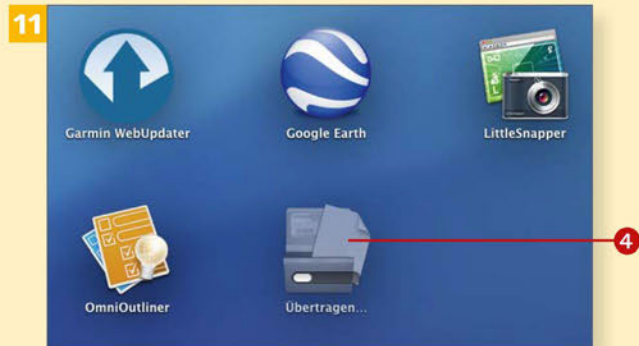 11
Garmin WebUpdater
Google Earth
LittleSnapper
4
OmniOutliner
Übertragen...